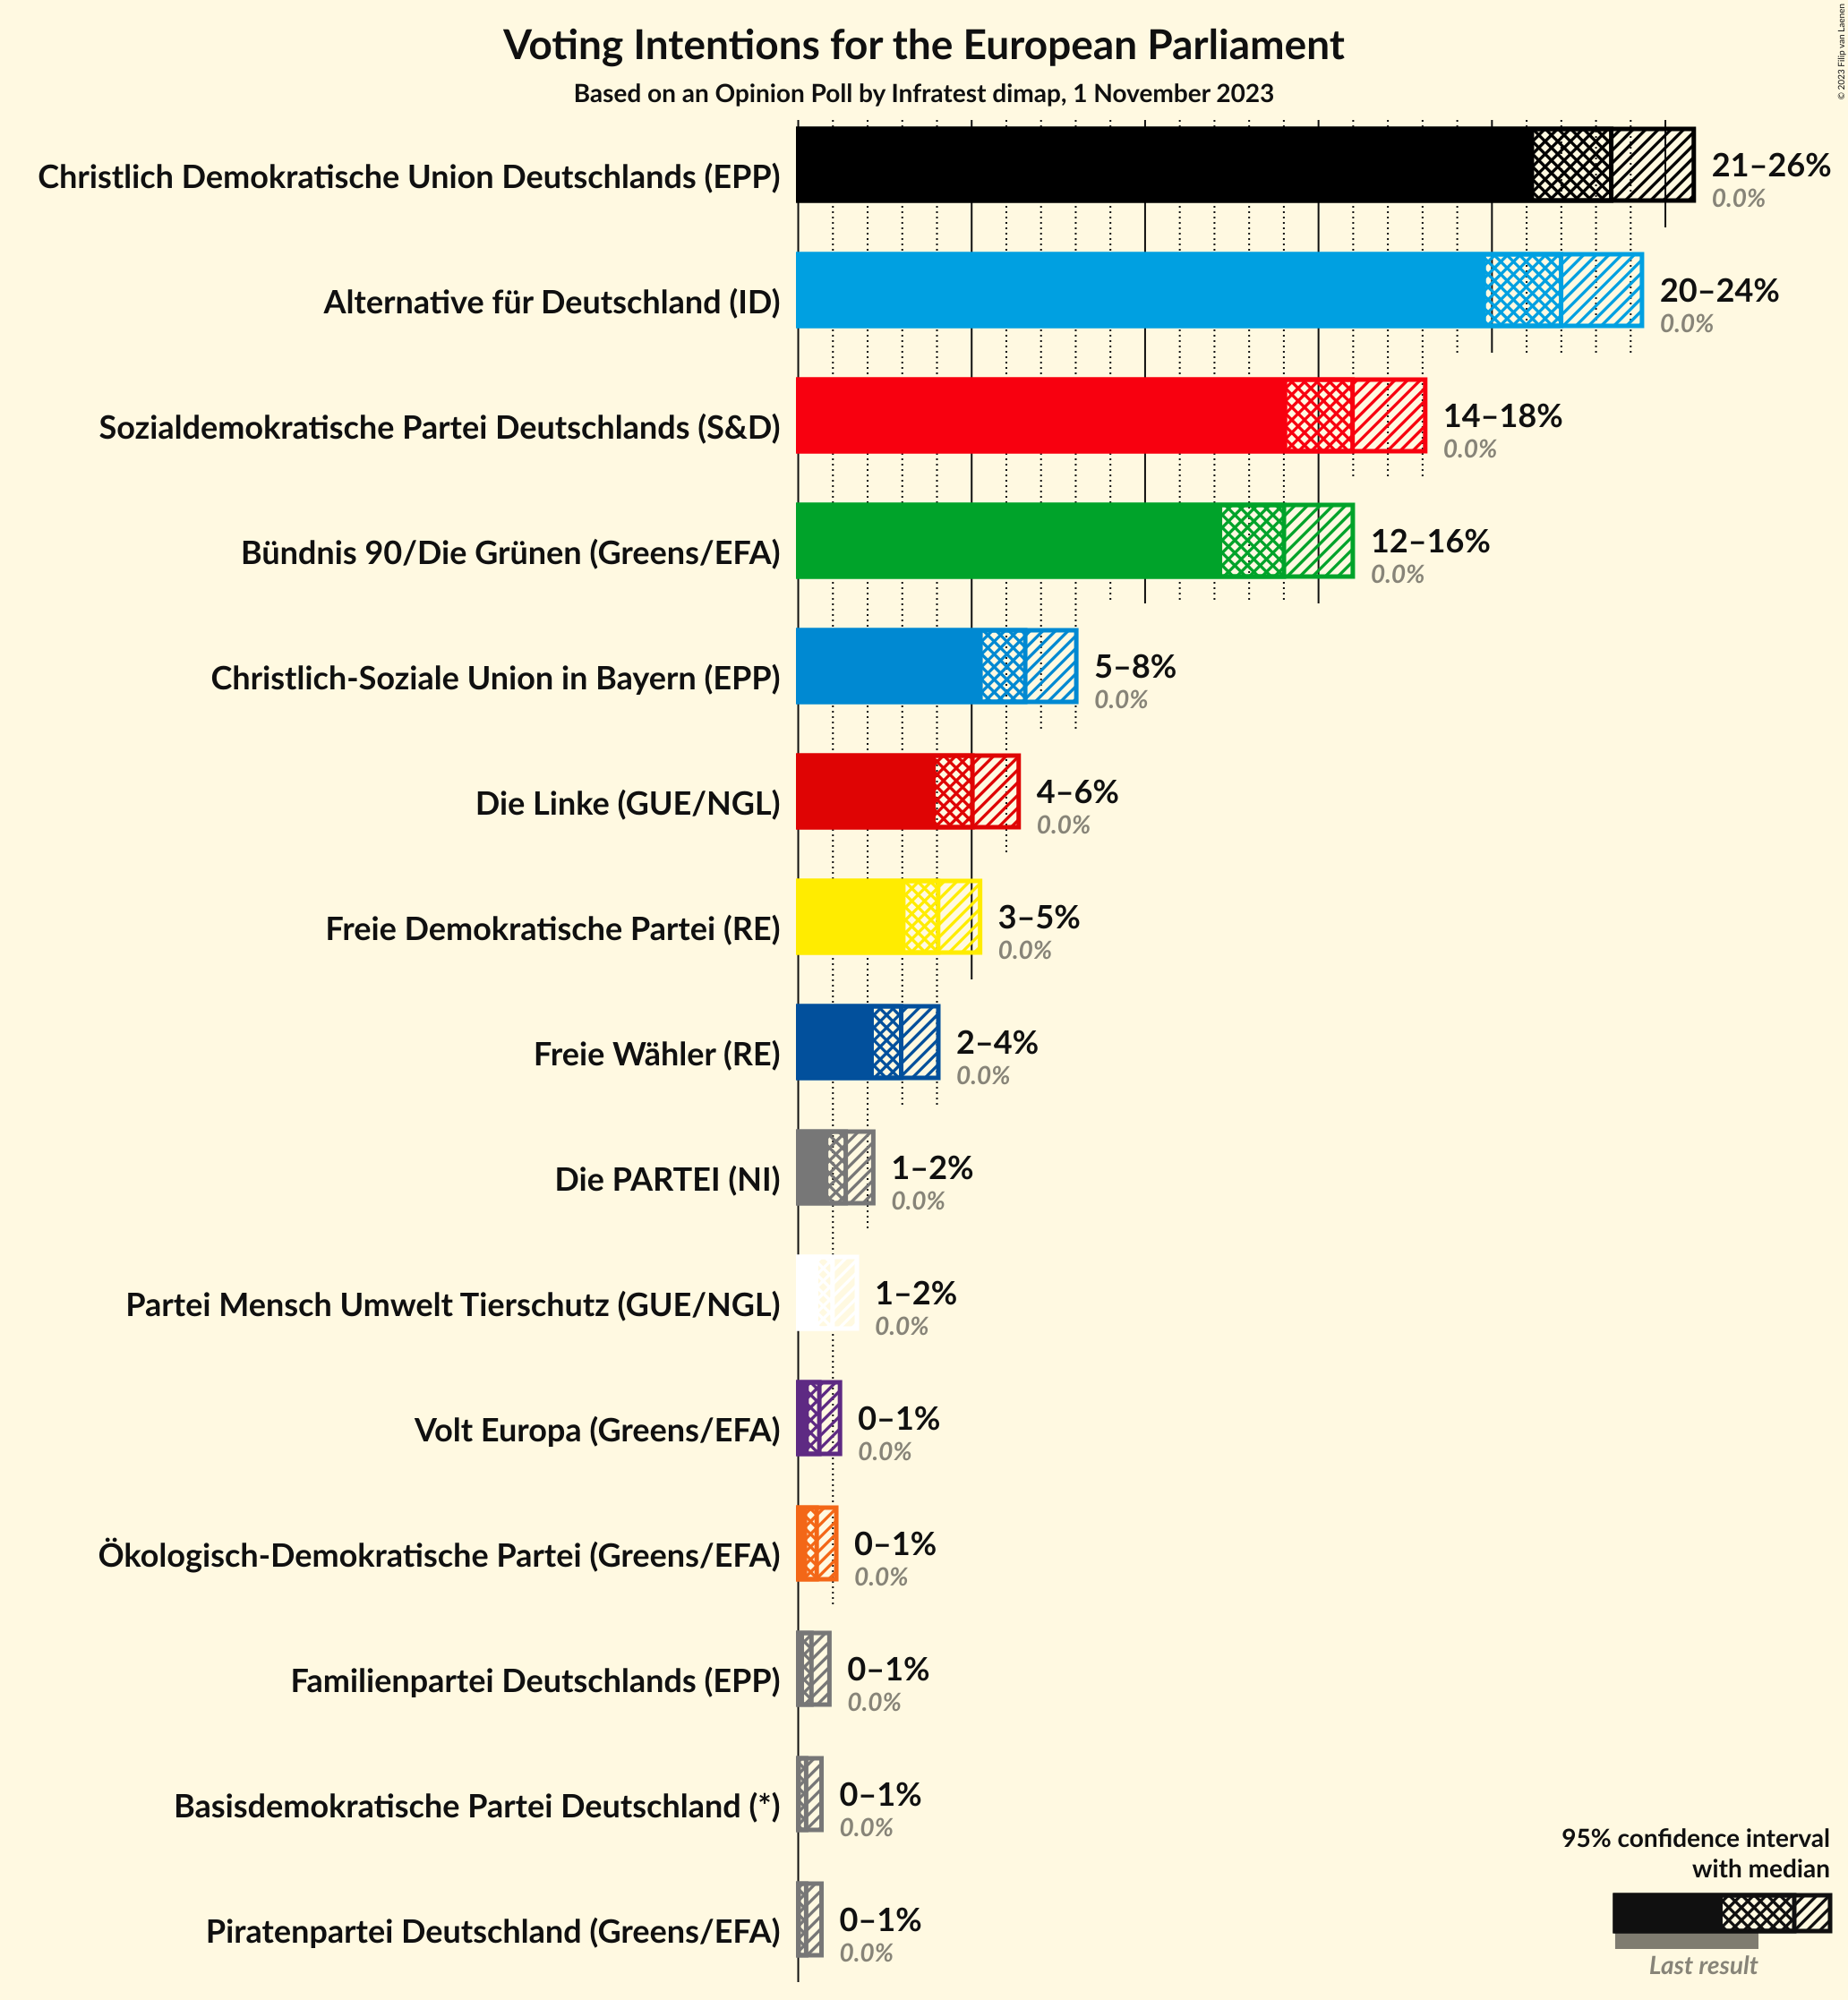 Voting Intentions for the European Parliament
Based on an Opinion Poll by Infratest dimap, 1 November 2023
© 2023 Filip van Laenen
Christlich Demokratische Union Deutschlands (EPP)
21–26%
0.0%
Alternative für Deutschland (ID)
20–24%
0.0%
Sozialdemokratische Partei Deutschlands (S&D)
14–18%
0.0%
Bündnis 90/Die Grünen (Greens/EFA)
12–16%
0.0%
Christlich-Soziale Union in Bayern (EPP)
5–8%
0.0%
Die Linke (GUE/NGL)
4–6%
0.0%
Freie Demokratische Partei (RE)
3–5%
0.0%
Freie Wähler (RE)
2–4%
0.0%
Die PARTEI (NI)
1–2%
0.0%
Partei Mensch Umwelt Tierschutz (GUE/NGL)
1–2%
0.0%
Volt Europa (Greens/EFA)
0–1%
0.0%
Ökologisch-Demokratische Partei (Greens/EFA)
0–1%
0.0%
Familienpartei Deutschlands (EPP)
0–1%
0.0%
Basisdemokratische Partei Deutschland (*)
0–1%
0.0%
Piratenpartei Deutschland (Greens/EFA)
0–1%
0.0%
95% confidence interval
with median
Last result